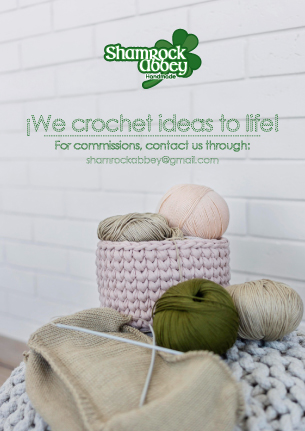 Shamrock
abbey
Handmade
¡We crochet ideas to life!
For commissions, contact us through:
shamrockabbey@gmail.com